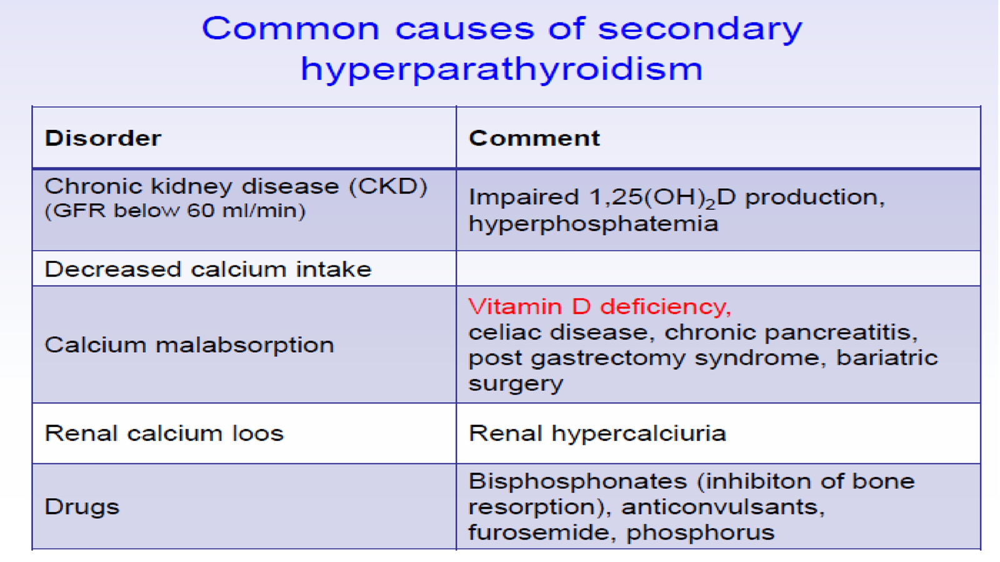 Common causes of secondary
hyperparathyroidism
Disorder
Comment
Chronic kidney disease (CKD)
(GFR below 60 ml/min)
Impaired 1,25(OH)₂D production,
hyperphosphatemia
Decreased calcium intake
Calcium malabsorption
Vitamin D deficiency,
celiac disease, chronic pancreatitis,
post gastrectomy syndrome, bariatric
surgery
Renal calcium loos
Renal hypercalciuria
Drugs
Bisphosphonates (inhibiton of bone
resorption), anticonvulsants,
furosemide, phosphorus